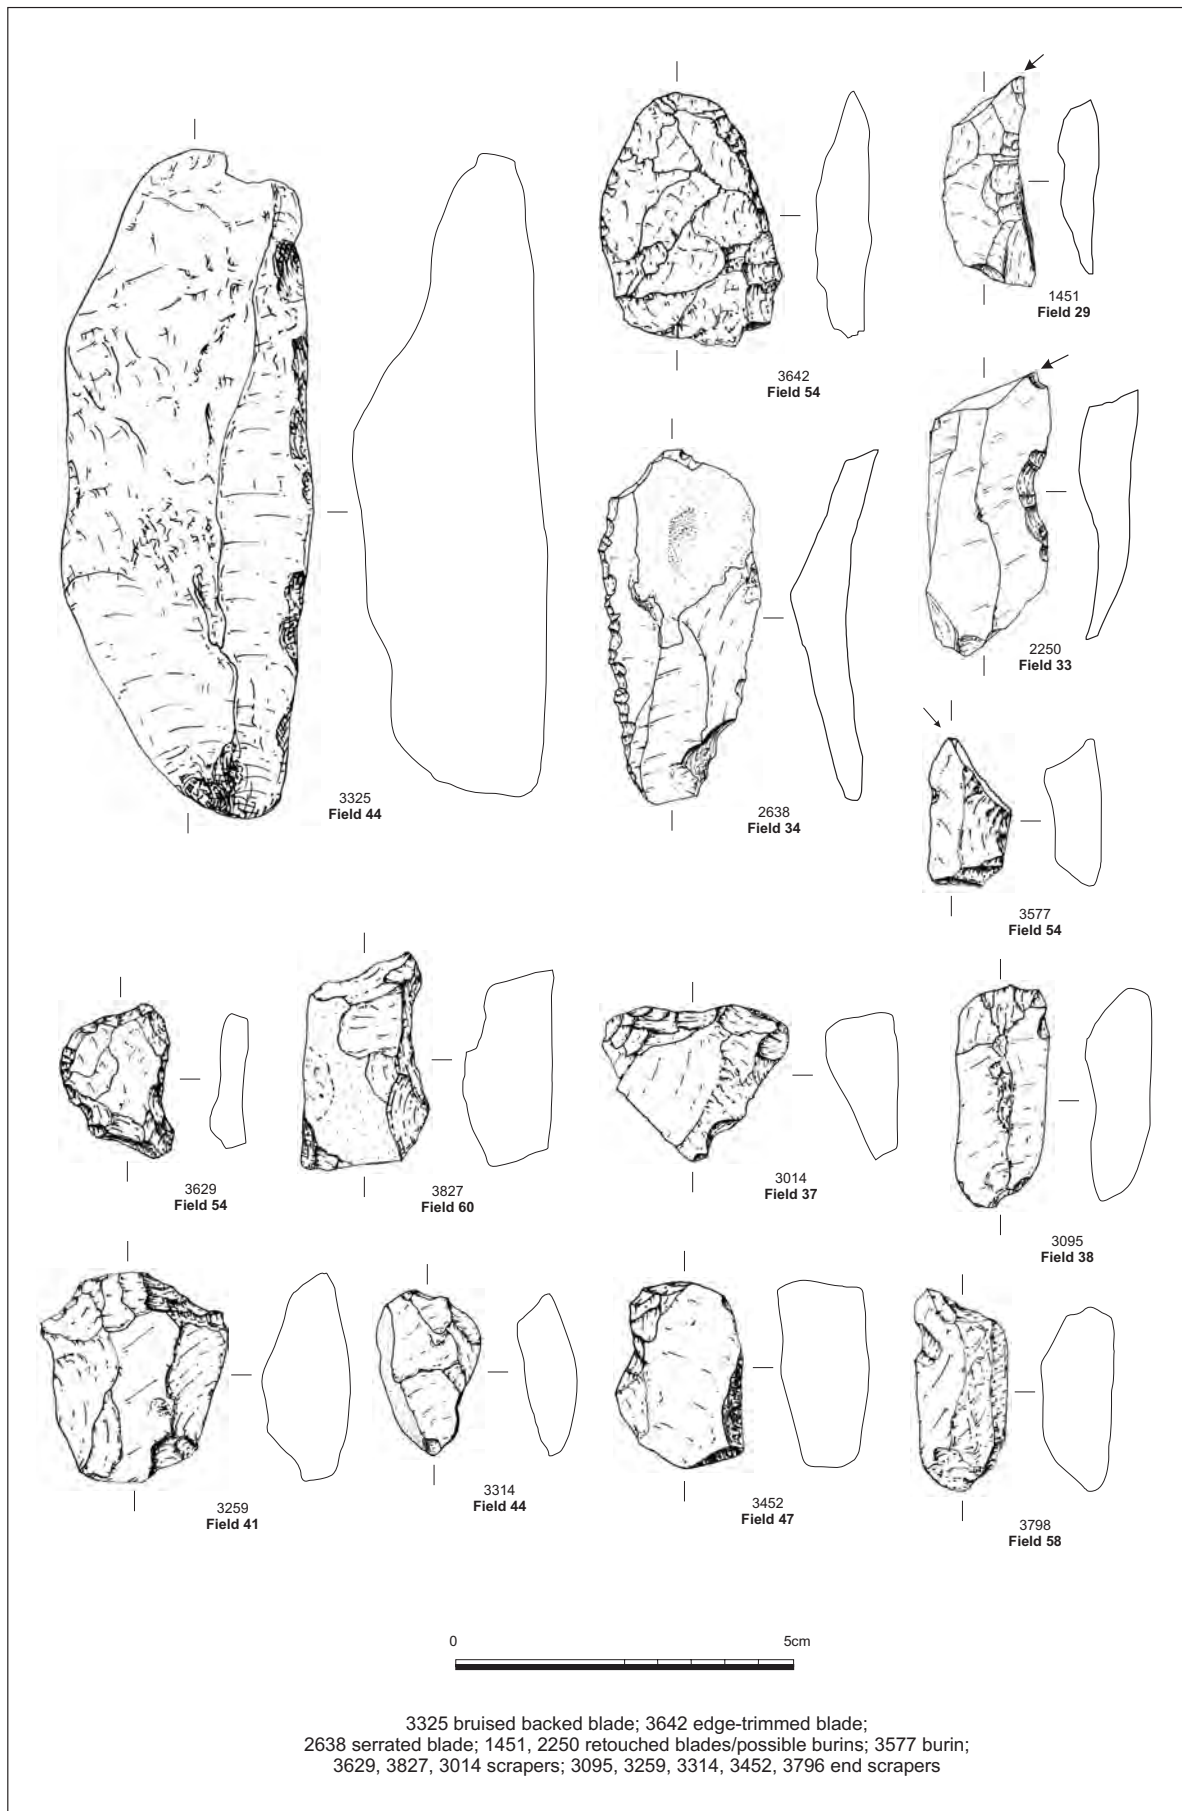 3642
Field 54
1451
Field 29
3325
Field 44
2638
Field 34
2250
Field 33
3577
Field 54
3629
Field 54
3827
Field 60
3014
Field 37
3095
Field 38
3259
Field 41
3314
Field 44
3452
Field 47
3798
Field 58
0 5cm
3325 bruised backed blade; 3642 edge-trimmed blade;
2638 serrated blade; 1451, 2250 retouched blades/possible burins; 3577 burin;
3629, 3827, 3014 scrapers; 3095, 3259, 3314, 3452, 3796 end scrapers